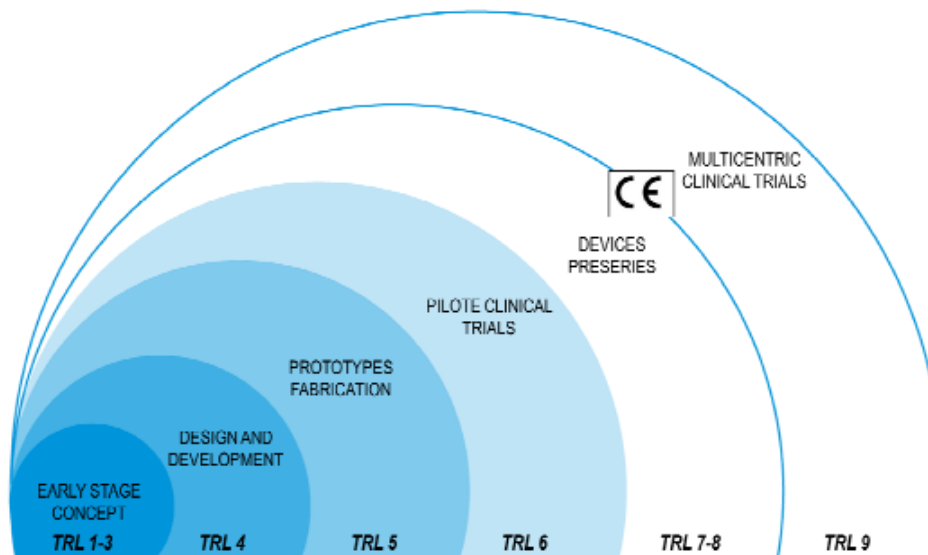 MULTICENTRIC
CLINICAL TRIALS
CE
DEVICES
PRESERIES
PILOTE CLINICAL
TRIALS
PROTOTYPES
FABRICATION
DESIGN AND
DEVELOPMENT
EARLY STAGE
CONCEPT
TRL 1-3 TRL 4 TRL 5 TRL 6 TRL 7-8 TRL 9